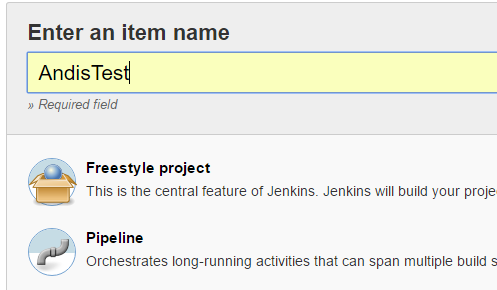 Enter an item name
AndisTest
» Required field
Freestyle project
This is the central feature of Jenkins. Jenkins will build your
Pipeline
Orchestrates long-running activities that can span multiple build